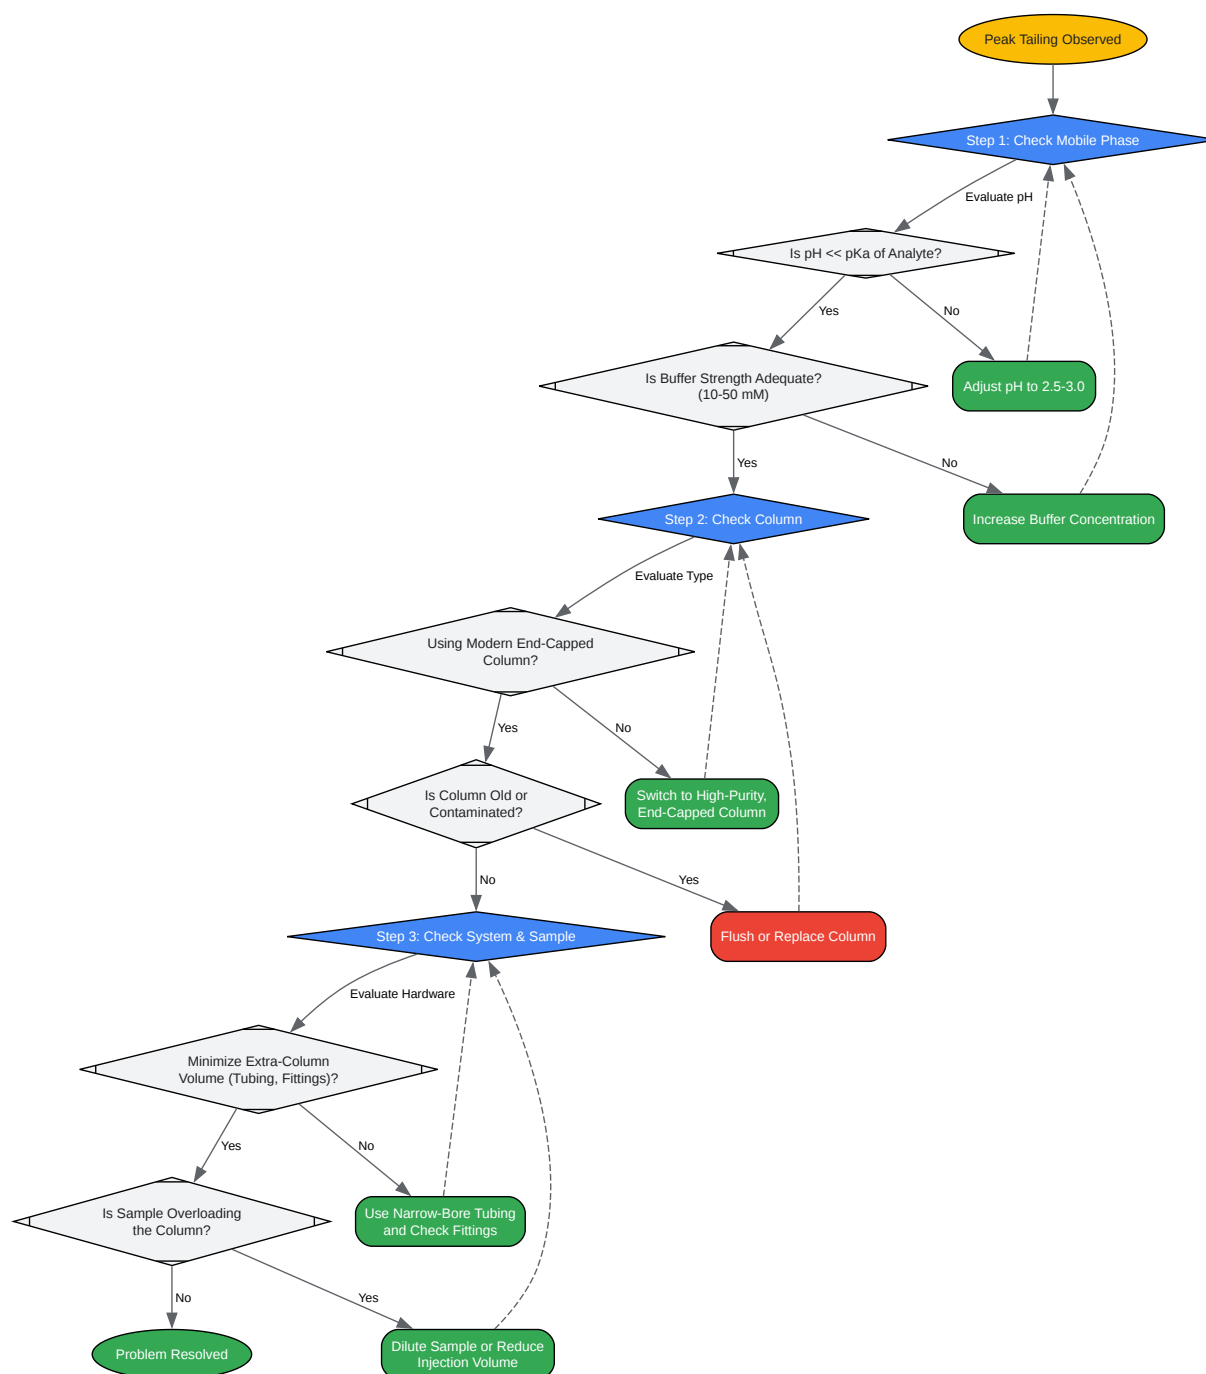 Peak Tailing Observed
Step 1: Check Mobile Phase
Evaluate pH
Is pH << pKa of Analyte?
Yes
No
Is Buffer Strength Adequate?
(10-50 mM)
Adjust pH to 2.5-3.0
Yes
No
Step 2: Check Column
Increase Buffer Concentration
Evaluate Type
Using Modern End-Capped
Column?
Yes
No
Is Column Old or
Contaminated?
Switch to High-Purity,
End-Capped Column
No
Yes
Step 3: Check System & Sample
Flush or Replace Column
Evaluate Hardware
Minimize Extra-Column
Volume (Tubing, Fittings)?
Yes
No
Is Sample Overloading
the Column?
Use Narrow-Bore Tubing
and Check Fittings
No
Yes
Problem Resolved
Dilute Sample or Reduce
Injection Volume